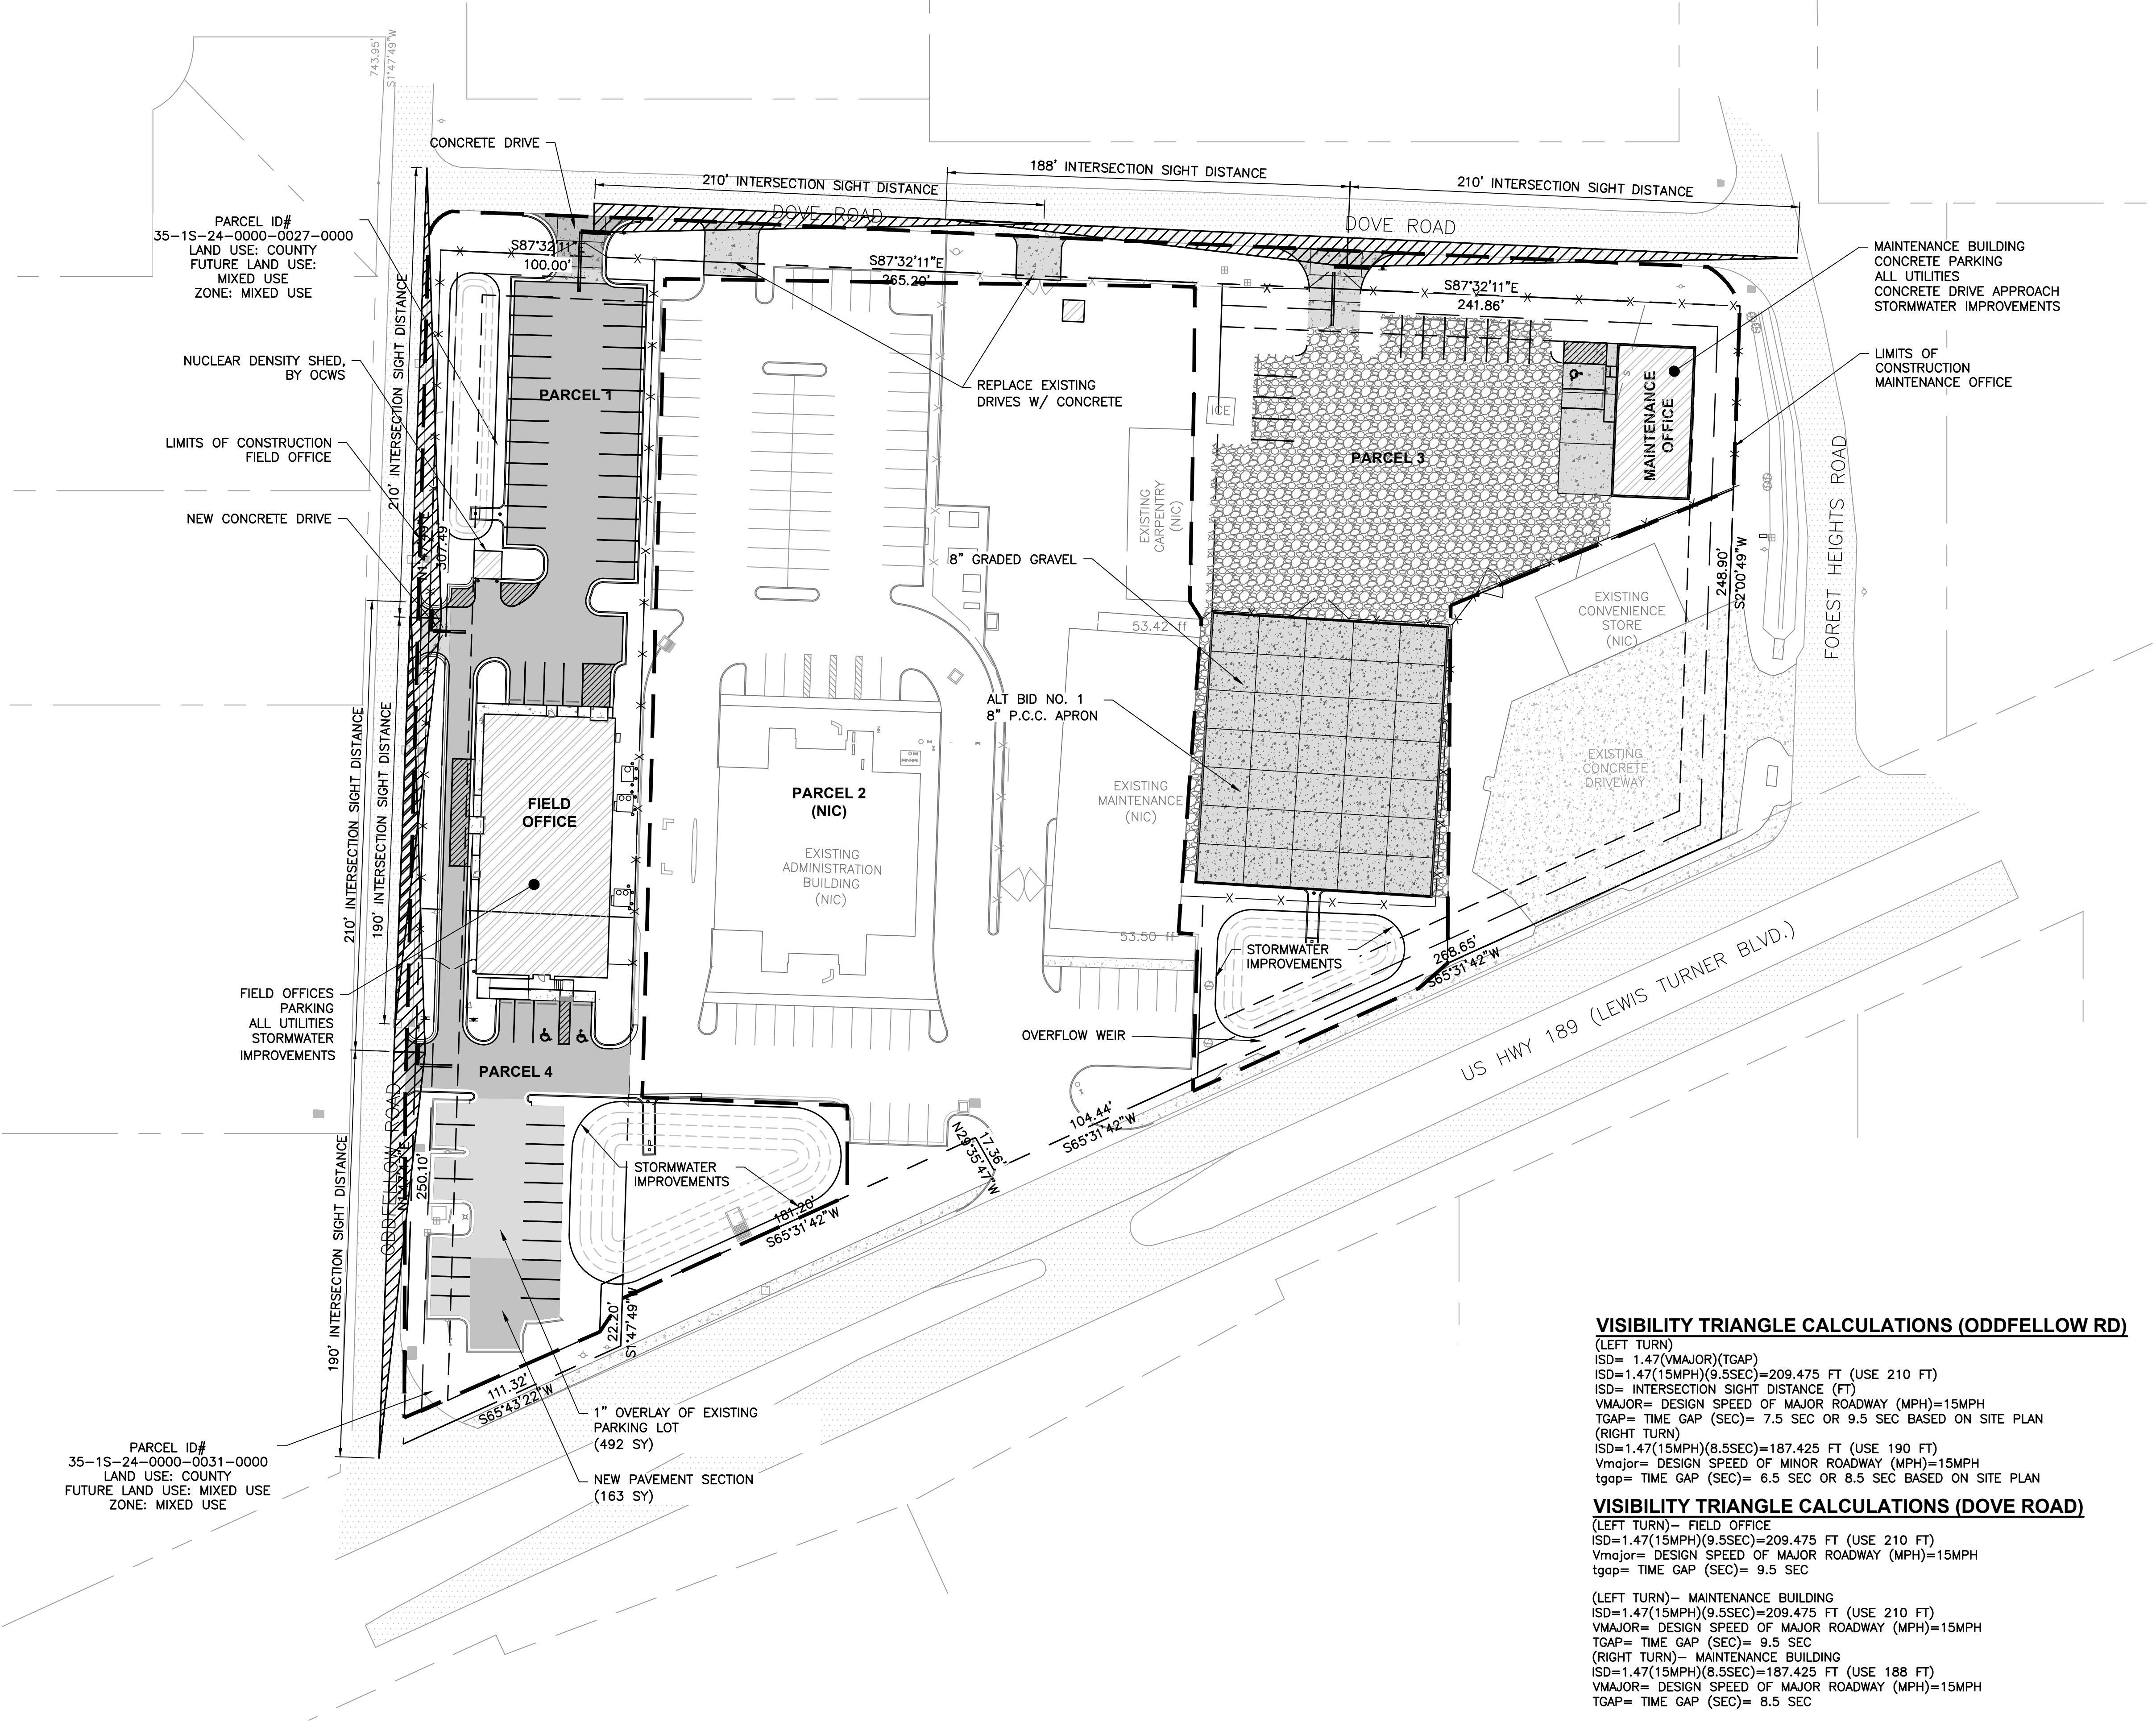 743.95'
S1°47'49"W
CONCRETE DRIVE
210' INTERSECTION SIGHT DISTANCE
188' INTERSECTION SIGHT DISTANCE
210' INTERSECTION SIGHT DISTANCE
DOVE ROAD
DOVE ROAD
PARCEL ID#
35-1S-24-0000-0027-0000
LAND USE: COUNTY
FUTURE LAND USE:
MIXED USE
ZONE: MIXED USE
S87°32'11"E
100.00'
S87°32'11"E
265.20'
S87°32'11"E
241.86'
MAINTENANCE BUILDING
CONCRETE PARKING
ALL UTILITIES
CONCRETE DRIVE APPROACH
STORMWATER IMPROVEMENTS
LIMITS OF
CONSTRUCTION
MAINTENANCE OFFICE
NUCLEAR DENSITY SHED,
BY OCWS
LIMITS OF CONSTRUCTION
FIELD OFFICE
NEW CONCRETE DRIVE
210' INTERSECTION SIGHT DISTANCE
307.49'
PARCEL 1
REPLACE EXISTING
DRIVES W/ CONCRETE
ICE
PARCEL 3
MAINTENANCE
OFFICE
EXISTING
CARPENTRY
(NIC)
8" GRADED GRAVEL
53.42 ff
EXISTING
CONVENIENCE
STORE
(NIC)
248.90'
S2°00'49"W
FOREST HEIGHTS ROAD
ALT BID NO. 1
8" P.C.C. APRON
EXISTING
CONCRETE
DRIVEWAY
210' INTERSECTION SIGHT DISTANCE
190' INTERSECTION SIGHT DISTANCE
FIELD
OFFICE
PARCEL 2
(NIC)
EXISTING
ADMINISTRATION
BUILDING
(NIC)
EXISTING
MAINTENANCE
(NIC)
53.50 ff
STORMWATER
IMPROVEMENTS
268.65'
S65°31'42"W
US HWY 189 (LEWIS TURNER BLVD.)
FIELD OFFICES
PARKING
ALL UTILITIES
STORMWATER
IMPROVEMENTS
OVERFLOW WEIR
PARCEL 4
104.44'
S65°31'42"W
17.36'
N29°35'47"W
ODDFELLOW ROAD
250.10'
190' INTERSECTION SIGHT DISTANCE
STORMWATER
IMPROVEMENTS
181.20'
S65°31'42"W
22.20'
S1°47'49"W
111.32'
S65°43'22"W
1" OVERLAY OF EXISTING
PARKING LOT
(492 SY)
NEW PAVEMENT SECTION
(163 SY)
PARCEL ID#
35-1S-24-0000-0031-0000
LAND USE: COUNTY
FUTURE LAND USE: MIXED USE
ZONE: MIXED USE
VISIBILITY TRIANGLE CALCULATIONS (ODDFELLOW RD)
(LEFT TURN)
ISD= 1.47(VMAJOR)(TGAP)
ISD=1.47(15MPH)(9.5SEC)=209.475 FT (USE 210 FT)
ISD= INTERSECTION SIGHT DISTANCE (FT)
VMAJOR= DESIGN SPEED OF MAJOR ROADWAY (MPH)=15MPH
TGAP= TIME GAP (SEC)= 7.5 SEC OR 9.5 SEC BASED ON SITE PLAN
(RIGHT TURN)
ISD=1.47(15MPH)(8.5SEC)=187.425 FT (USE 190 FT)
Vmajor= DESIGN SPEED OF MINOR ROADWAY (MPH)=15MPH
tgap= TIME GAP (SEC)= 6.5 SEC OR 8.5 SEC BASED ON SITE PLAN
VISIBILITY TRIANGLE CALCULATIONS (DOVE ROAD)
(LEFT TURN)– FIELD OFFICE
ISD=1.47(15MPH)(9.5SEC)=209.475 FT (USE 210 FT)
Vmajor= DESIGN SPEED OF MAJOR ROADWAY (MPH)=15MPH
tgap= TIME GAP (SEC)= 9.5 SEC
(LEFT TURN)– MAINTENANCE BUILDING
ISD=1.47(15MPH)(9.5SEC)=209.475 FT (USE 210 FT)
VMAJOR= DESIGN SPEED OF MAJOR ROADWAY (MPH)=15MPH
TGAP= TIME GAP (SEC)= 9.5 SEC
(RIGHT TURN)– MAINTENANCE BUILDING
ISD=1.47(15MPH)(8.5SEC)=187.425 FT (USE 188 FT)
VMAJOR= DESIGN SPEED OF MAJOR ROADWAY (MPH)=15MPH
TGAP= TIME GAP (SEC)= 8.5 SEC